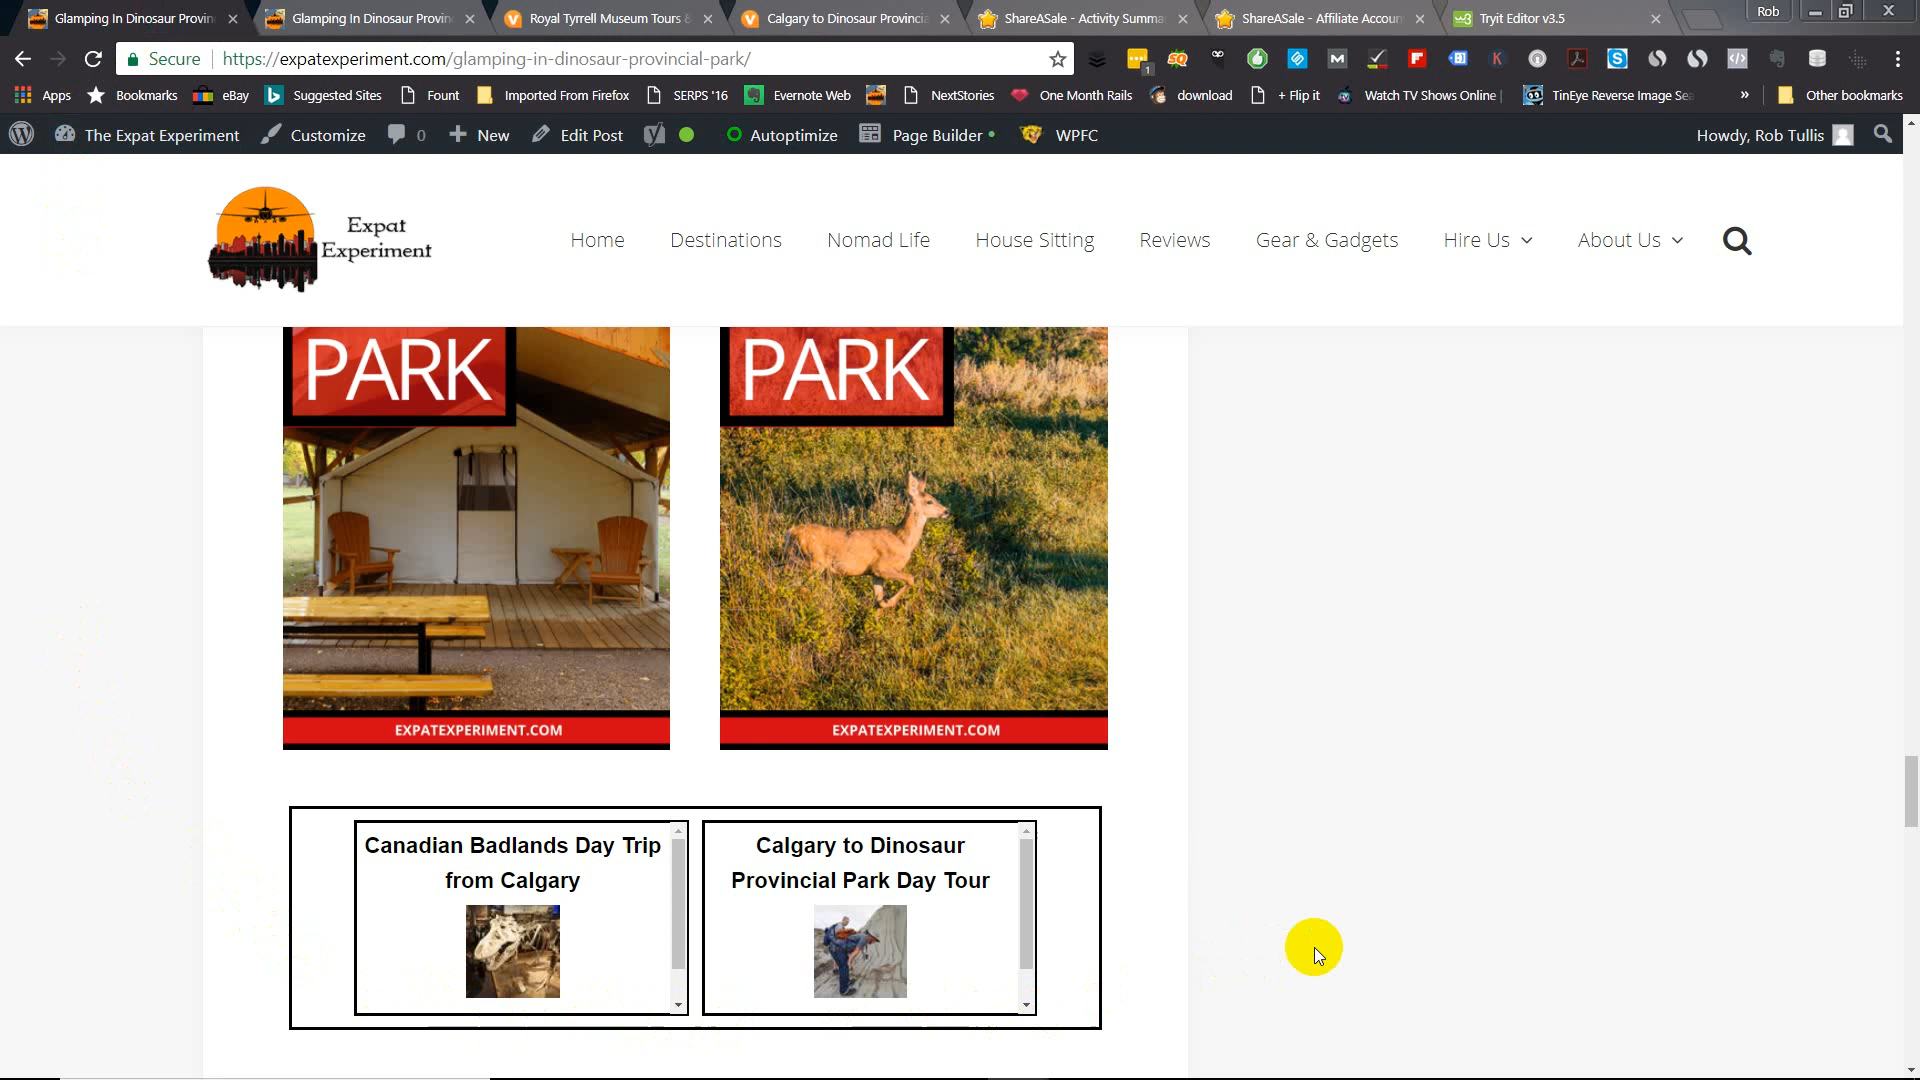 Glamping In Dinosaur Provin
Glamping In Dinosaur Provin
Royal Tyrrell Museum Tours &
Calgary to Dinosaur Provincia
ShareASale - Activity Summa
ShareASale - Affiliate Accoun
w3 Tryit Editor v3.5
Rob
Secure
https://expatexperiment.com/glamping-in-dinosaur-provincial-park/
1
Apps
Bookmarks
eBay
Suggested Sites
Fount
Imported From Firefox
SERPS '16
Evernote Web
NextStories
One Month Rails
download
+ Flip it
Watch TV Shows Online |
TinEye Reverse Image Sea
»
Other bookmarks
The Expat Experiment
Customize
0
New
Edit Post
Autoptimize
Page Builder
WPFC
Howdy, Rob Tullis
Expat
Experiment
Home
Destinations
Nomad Life
House Sitting
Reviews
Gear & Gadgets
Hire Us
About Us
PARK
PARK
EXPATEXPERIMENT.COM
EXPATEXPERIMENT.COM
Canadian Badlands Day Trip
from Calgary
Calgary to Dinosaur
Provincial Park Day Tour